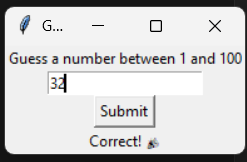 G...
Guess a number between 1 and 100
32
Submit
Correct! 🎉